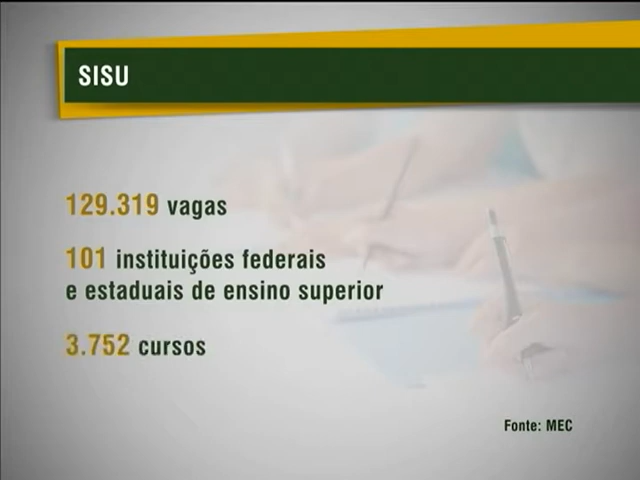 SISU
129.319 vagas
101 instituições federais
e estaduais de ensino superior
3.752 cursos
Fonte: MEC